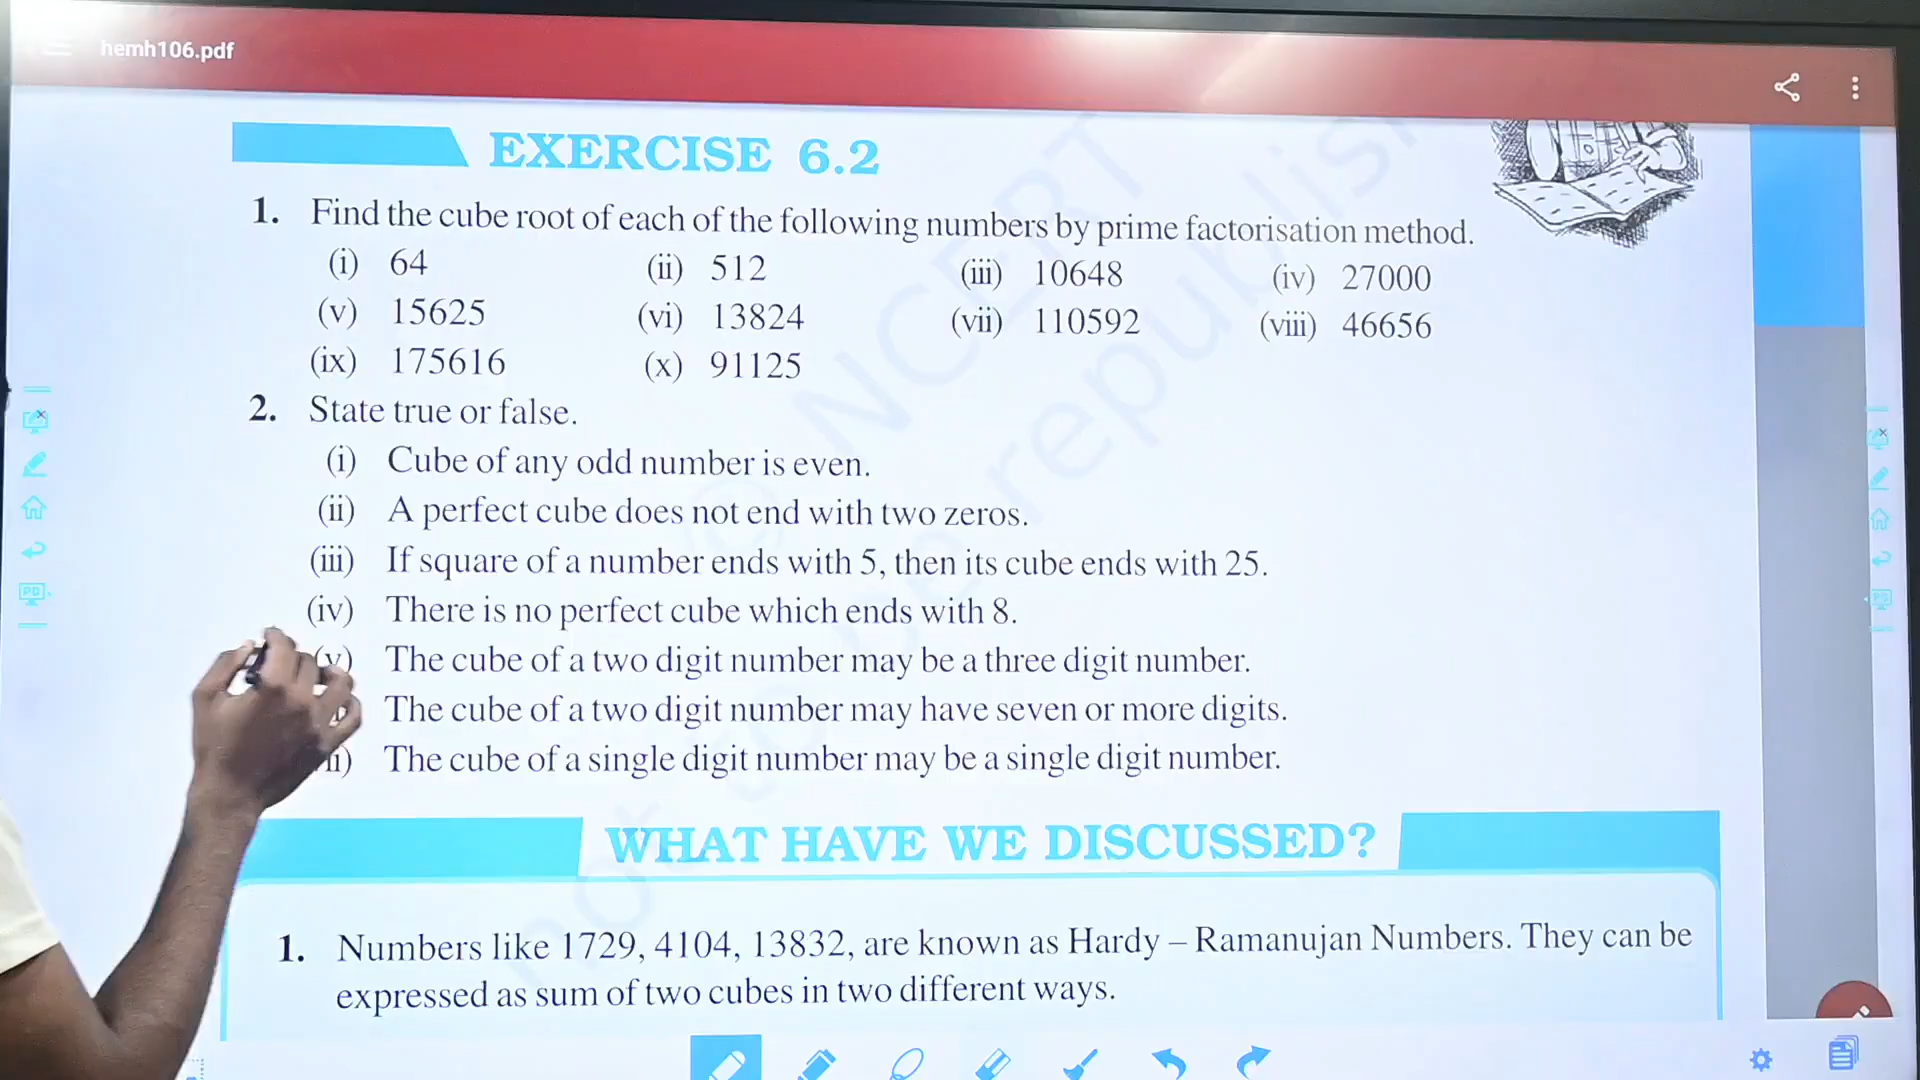 hemh106.pdf
EXERCISE 6.2
1. Find the cube root of each of the following numbers by prime factorisation method.
(i) 64 (ii) 512 (iii) 10648 (iv) 27000
(v) 15625 (vi) 13824 (vii) 110592 (viii) 46656
(ix) 175616 (x) 91125
2. State true or false.
(i) Cube of any odd number is even.
(ii) A perfect cube does not end with two zeros.
(iii) If square of a number ends with 5, then its cube ends with 25.
(iv) There is no perfect cube which ends with 8.
(v) The cube of a two digit number may be a three digit number.
The cube of a two digit number may have seven or more digits.
The cube of a single digit number may be a single digit number.
WHAT HAVE WE DISCUSSED?
1. Numbers like 1729, 4104, 13832, are known as Hardy – Ramanujan Numbers. They can be
expressed as sum of two cubes in two different ways.
© NCERT
not to be republish